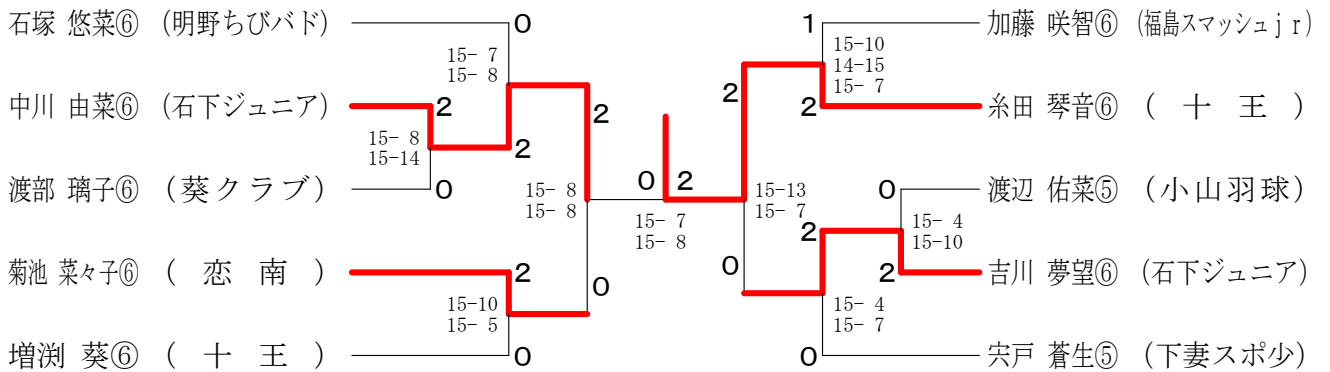 石塚 悠菜⑥ (明野ちびバド) 0
15- 7
15- 8
中川 由菜⑥ (石下ジュニア) 2
15- 8
15-14
2
渡部 璃子⑥ (葵クラブ) 0
2
15- 8
15- 8
菊池 菜々子⑥ ( 恋 南 ) 2
15-10
15- 5
0
増渕 葵⑥ ( 十 王 ) 0
0 2
15- 7
15- 8
1 加藤 咲智⑥ (福島スマッシュjr)
15-10
14-15
15- 7
2
2 糸田 琴音⑥ ( 十 王 )
15-13
15- 7
0 渡辺 佑菜⑤ (小山羽球)
15- 4
15-10
2
0
2 吉川 夢望⑥ (石下ジュニア)
15- 4
15- 7
0 宍戸 蒼生⑤ (下妻スポ少)